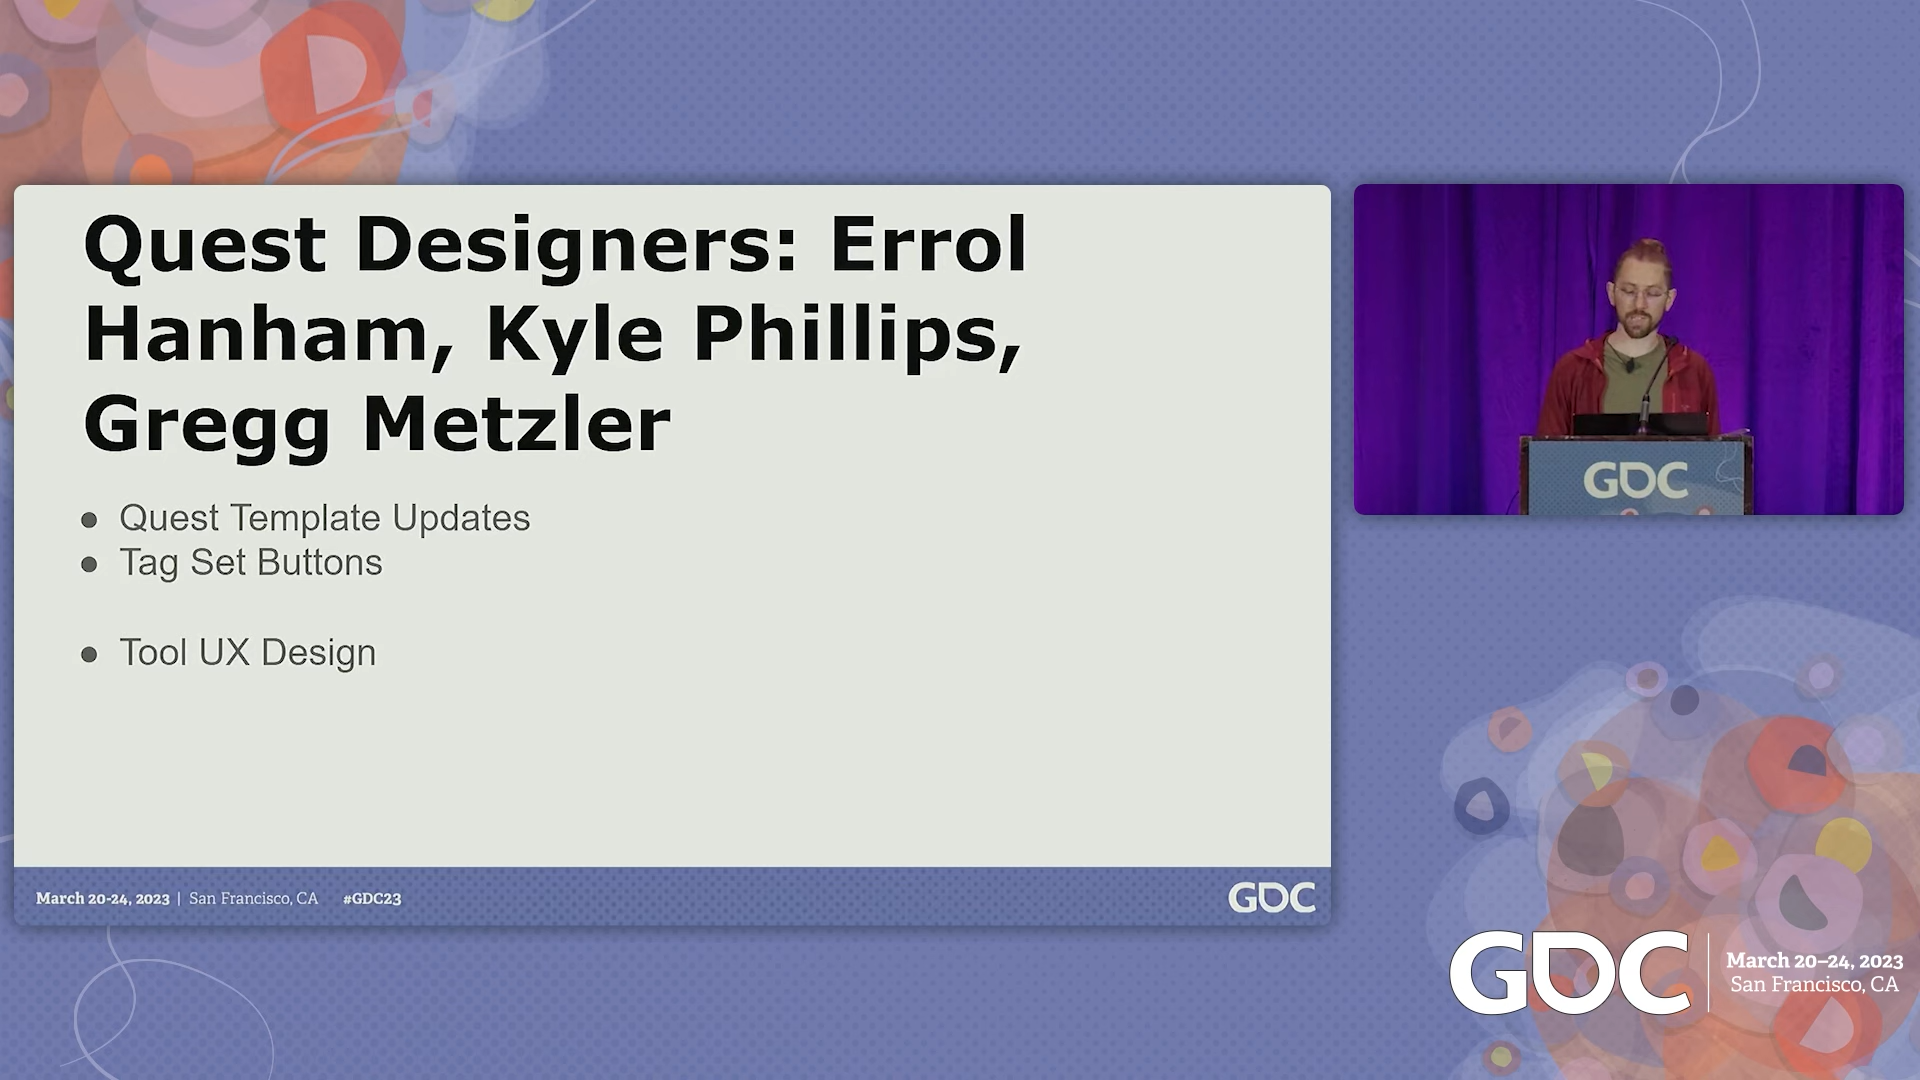 Quest Designers: Errol
Hanham, Kyle Phillips,
Gregg Metzler
● Quest Template Updates
● Tag Set Buttons
● Tool UX Design
March 20-24, 2023 | San Francisco, CA #GDC23
GDC
GDC
GDC
March 20–24, 2023
San Francisco, CA